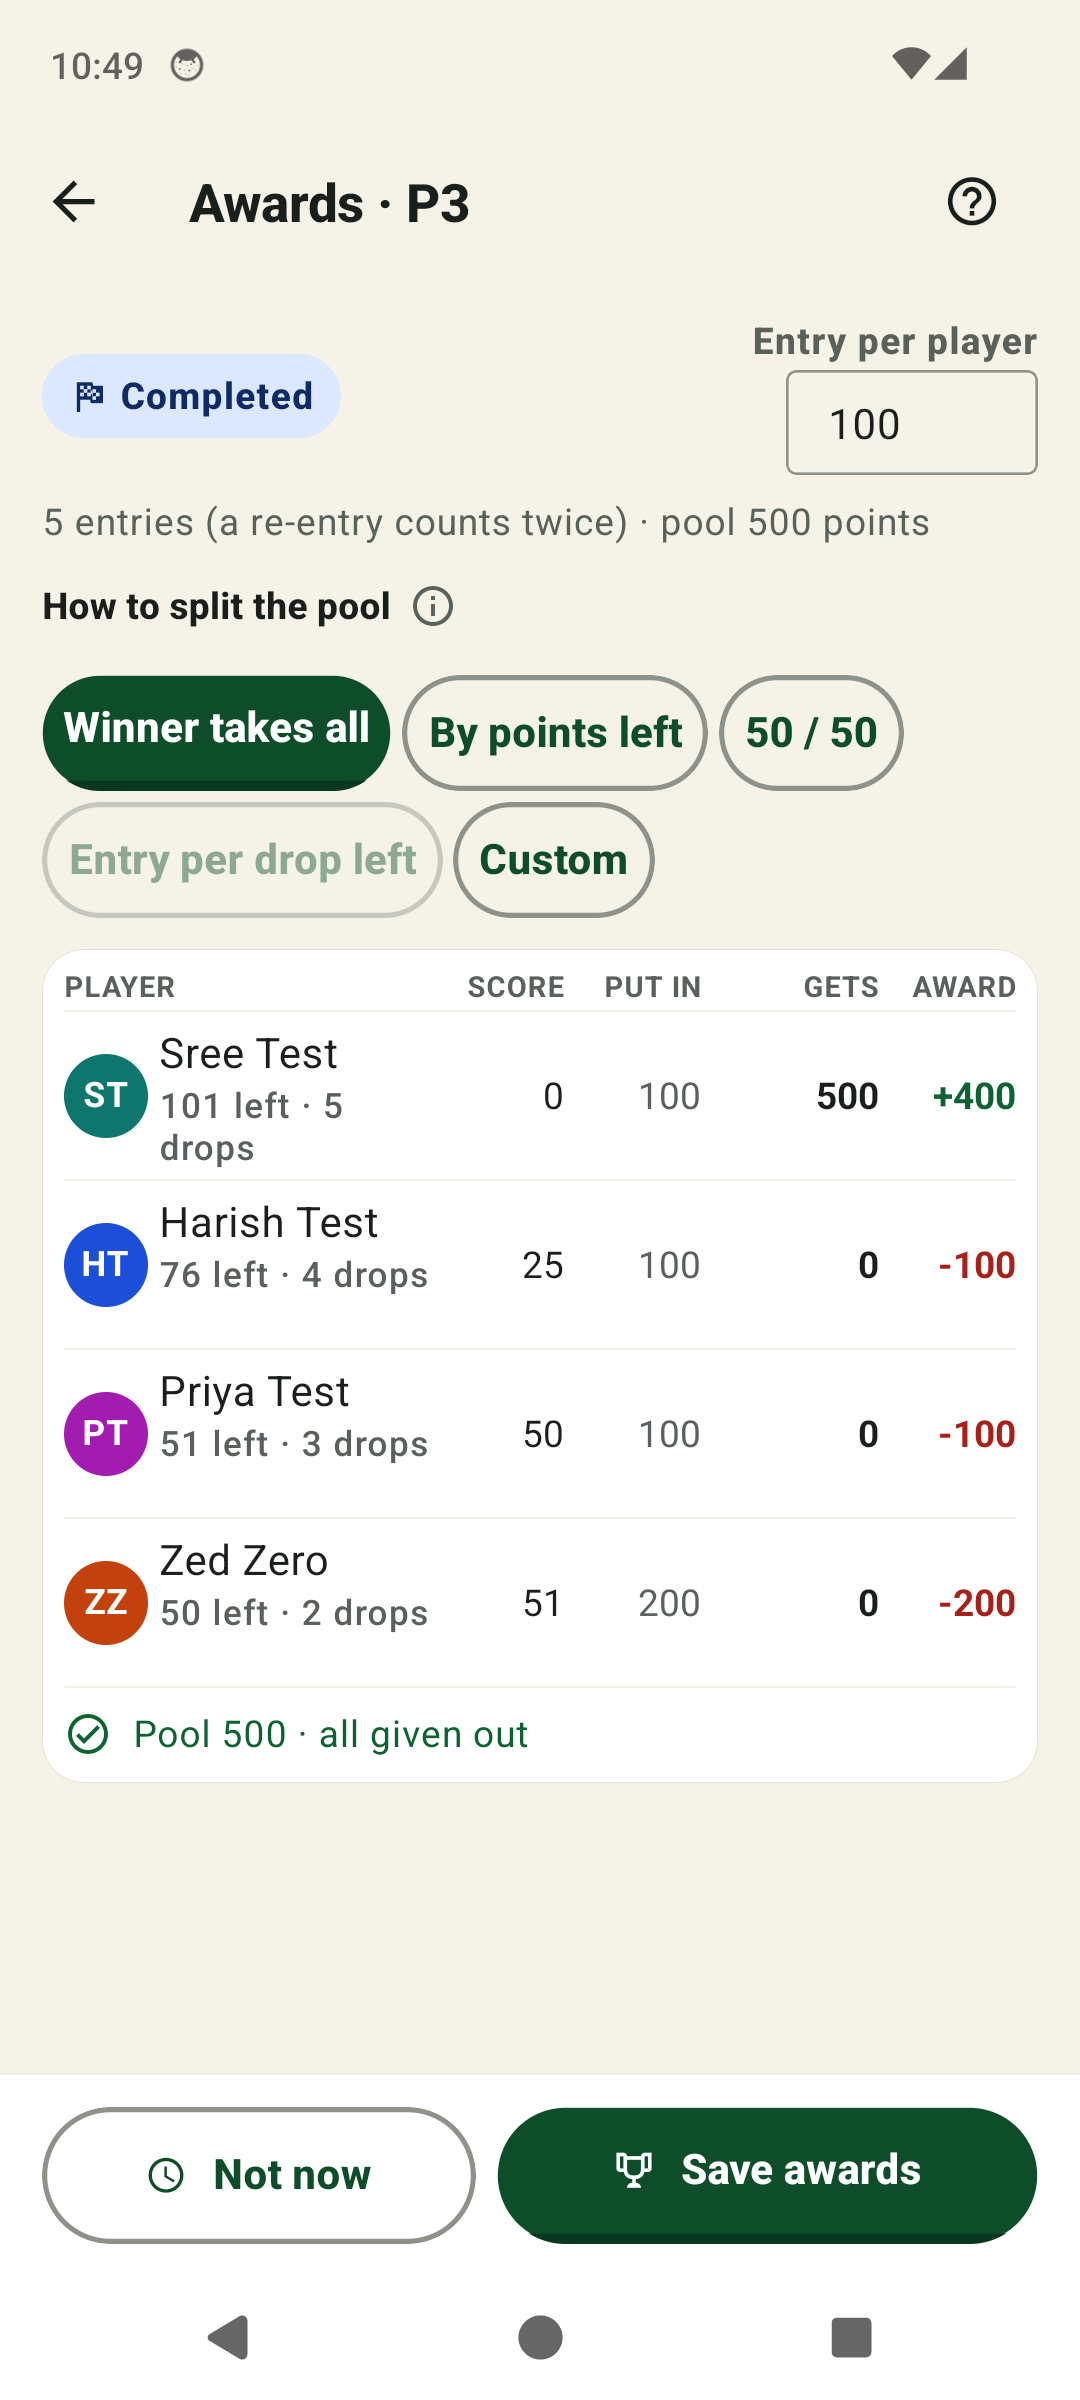 10:49
Awards · P3
Entry per player
Completed
100
5 entries (a re-entry counts twice) · pool 500 points
How to split the pool
Winner takes all
By points left
50 / 50
Entry per drop left
Custom
PLAYER SCORE PUT IN GETS AWARD
ST
Sree Test
101 left · 5
drops
0 100 500 +400
HT
Harish Test
76 left · 4 drops
25 100 0 -100
PT
Priya Test
51 left · 3 drops
50 100 0 -100
ZZ
Zed Zero
50 left · 2 drops
51 200 0 -200
Pool 500 · all given out
Not now
Save awards